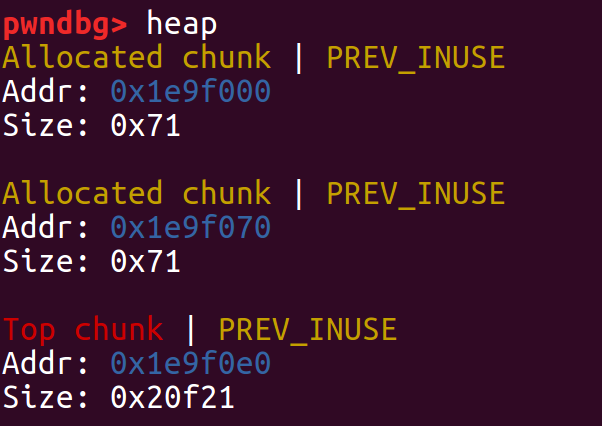 pwndbg> heap
Allocated chunk | PREV_INUSE
Addr: 0x1e9f000
Size: 0x71
Allocated chunk | PREV_INUSE
Addr: 0x1e9f070
Size: 0x71
Top chunk | PREV_INUSE
Addr: 0x1e9f0e0
Size: 0x20f21